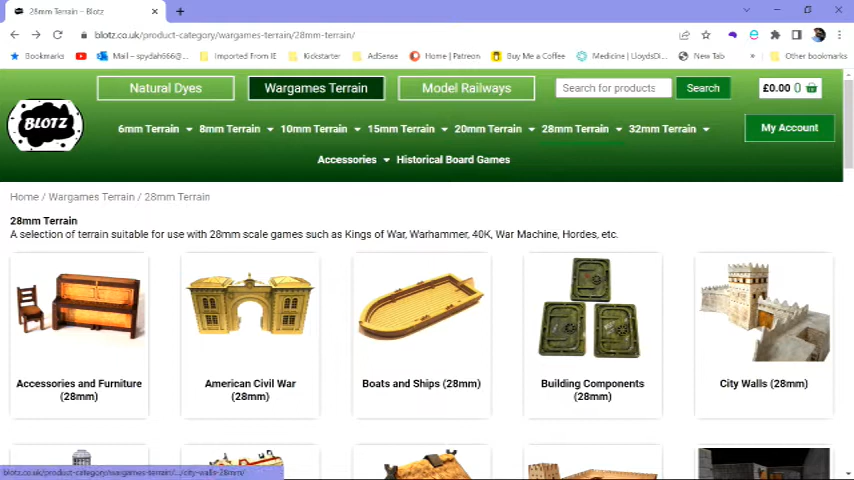 28mm Terrain – Blotz
blotz.co.uk/product-category/wargames-terrain/28mm-terrain/
Bookmarks
Mail – spydah666@...
Imported From IE
Kickstarter
AdSense
Home | Patreon
Buy Me a Coffee
Medicine | LloydsDi...
New Tab
Other bookmarks
Natural Dyes
Wargames Terrain
Model Railways
Search for products
Search
£0.00 0
BLOTZ
6mm Terrain
8mm Terrain
10mm Terrain
15mm Terrain
20mm Terrain
28mm Terrain
32mm Terrain
My Account
Accessories
Historical Board Games
Home / Wargames Terrain / 28mm Terrain
28mm Terrain
A selection of terrain suitable for use with 28mm scale games such as Kings of War, Warhammer, 40K, War Machine, Hordes, etc.
Accessories and Furniture
(28mm)
American Civil War
(28mm)
Boats and Ships (28mm)
Building Components
(28mm)
City Walls (28mm)
blotz.co.uk/product-category/wargames-terrain/.../city-walls-28mm/